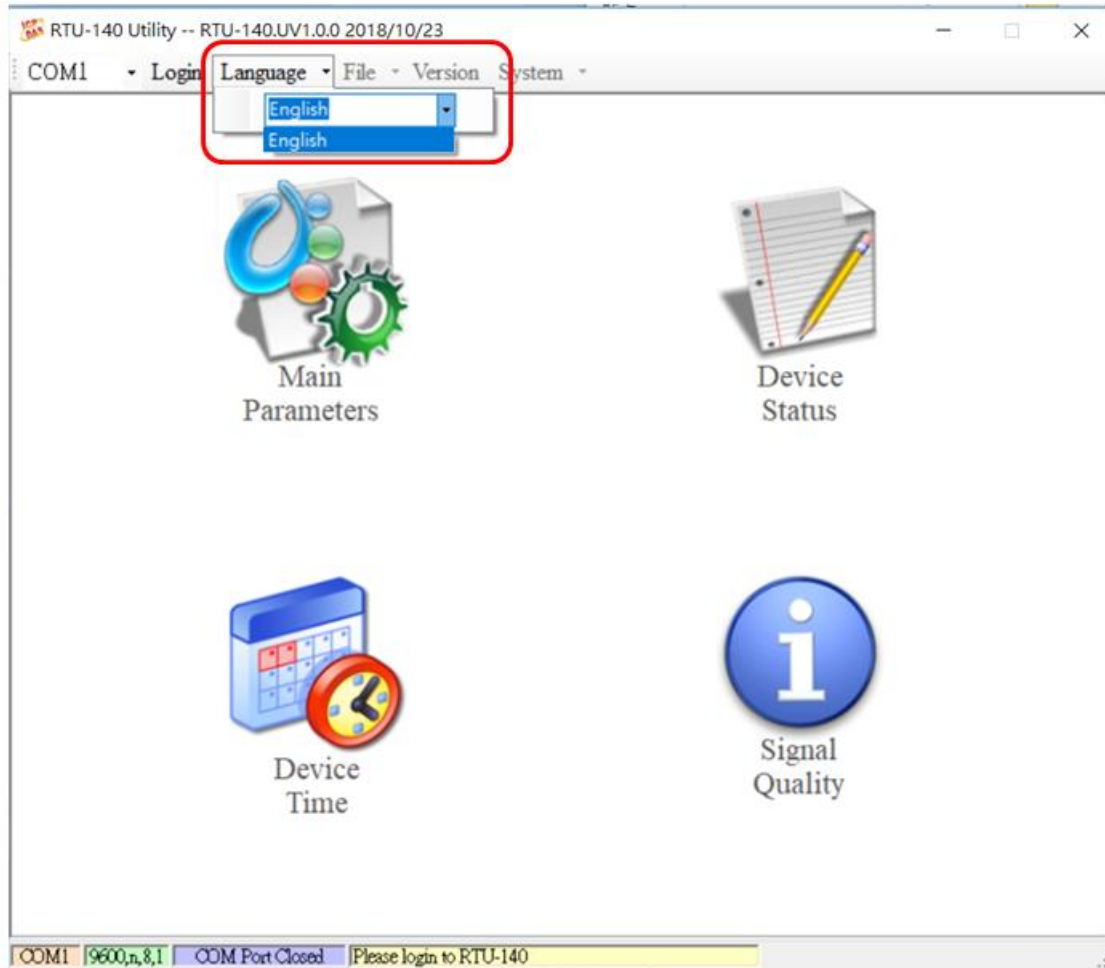 RTU-140 Utility -- RTU-140.UV1.0.0 2018/10/23
COM1 Login Language File Version System
English
English
Main
Parameters
Device
Status
Device
Time
Signal
Quality
COM1 9600,n,8,1 COM Port Closed Please login to RTU-140